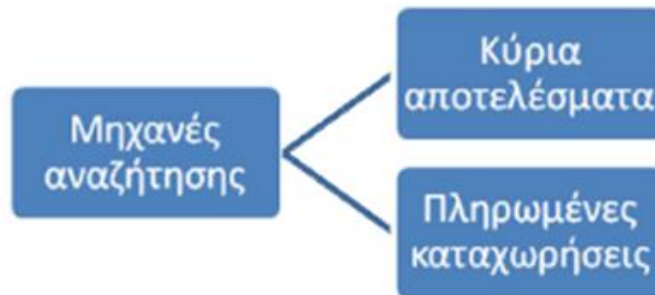 Μηχανές
αναζήτησης
Κύρια
αποτελέσματα
Πληρωμένες
καταχωρήσεις